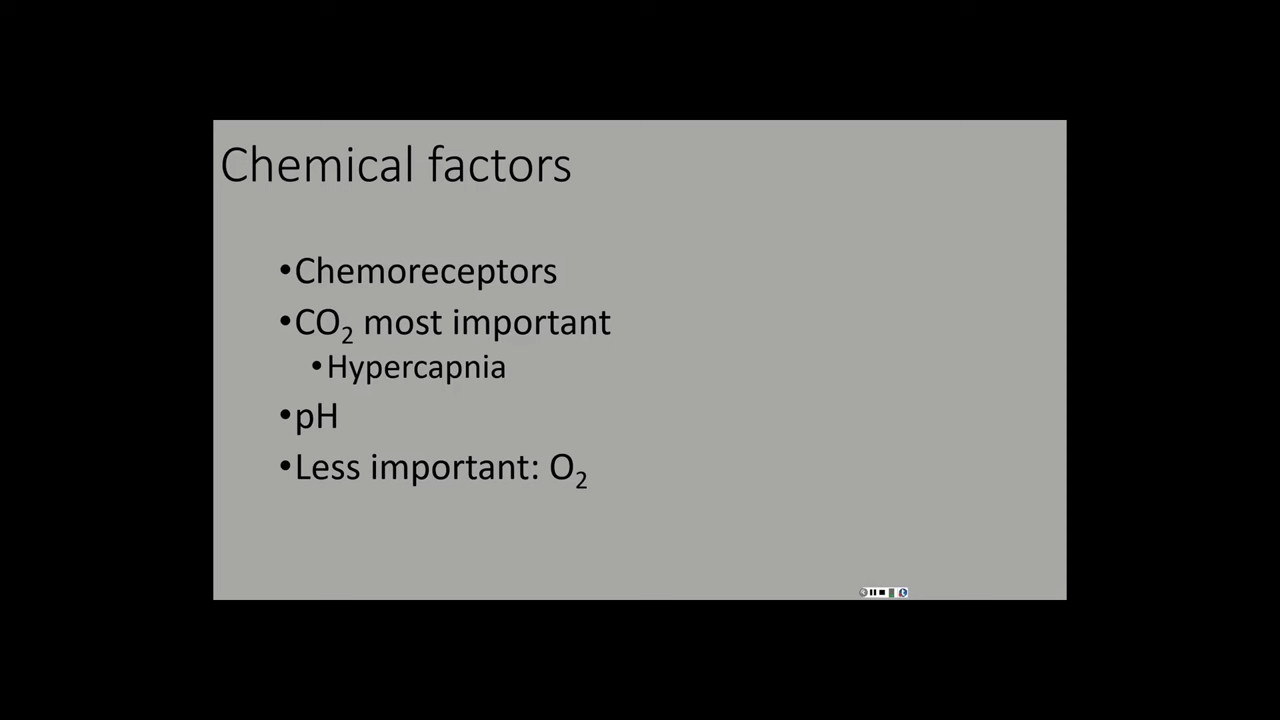 Chemical factors
•Chemoreceptors
•CO₂ most important
•Hypercapnia
•pH
•Less important: O₂